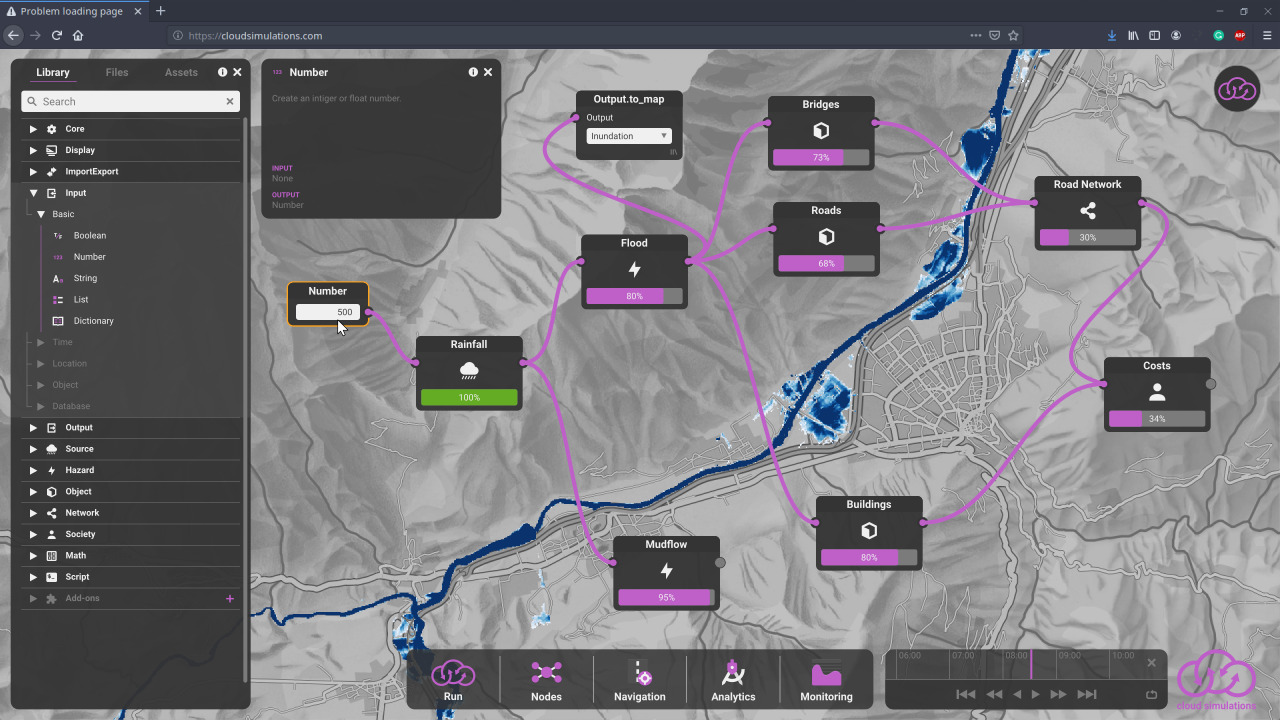 Problem loading page
https://cloudsimulations.com
ABP
Library
Files
Assets
Search
Core
Display
ImportExport
Input
Basic
Boolean
123
Number
String
List
Dictionary
Time
Location
Object
Database
Output
Source
Hazard
Object
Network
Society
Math
Script
Add-ons
123
Number
Create an intiger or float number.
INPUT
None
OUTPUT
Number
Number
500
Rainfall
100%
Output.to_map
Output
Inundation
Flood
80%
Bridges
73%
Roads
68%
Road Network
30%
Costs
34%
Buildings
80%
Mudflow
95%
Run
Nodes
Navigation
Analytics
Monitoring
06:00
07:00
08:00
09:00
10:00
cloud simulations